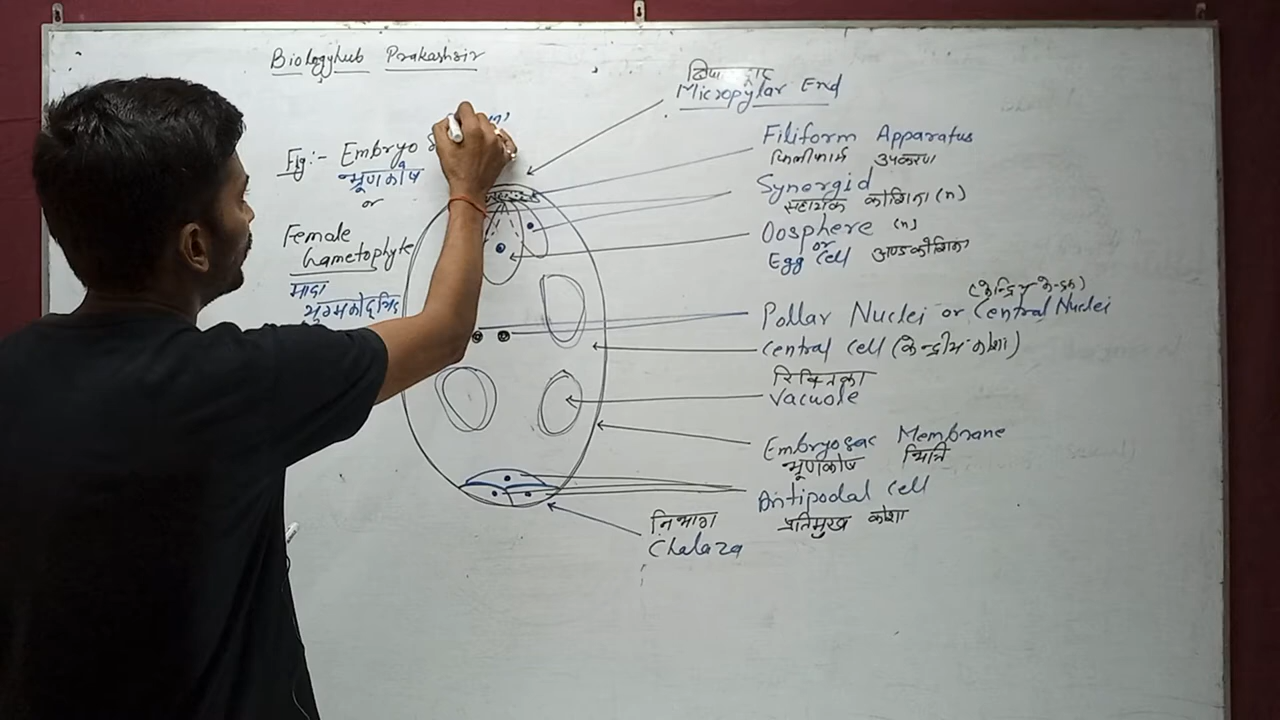 Biologyhub Prakashsir
Fig:- Embryo
भ्रूणकोष
or
Female
Gametophyte
मादा
Micropylar End
Filiform Apparatus
फिलीफार्म उपकरण
Synergid
सहायक कोशिका (n)
Oosphere (n)
or
Egg Cell अण्डकोशिका
Pollar Nuclei or Central Nuclei
Central Cell (केन्द्रीय कोशा)
रिक्तिका
Vacuole
Embryosac Membrane
भ्रूणकोष भित्ति
Antipodal Cell
प्रतिमुख कोशा
निभाग
Chalaza